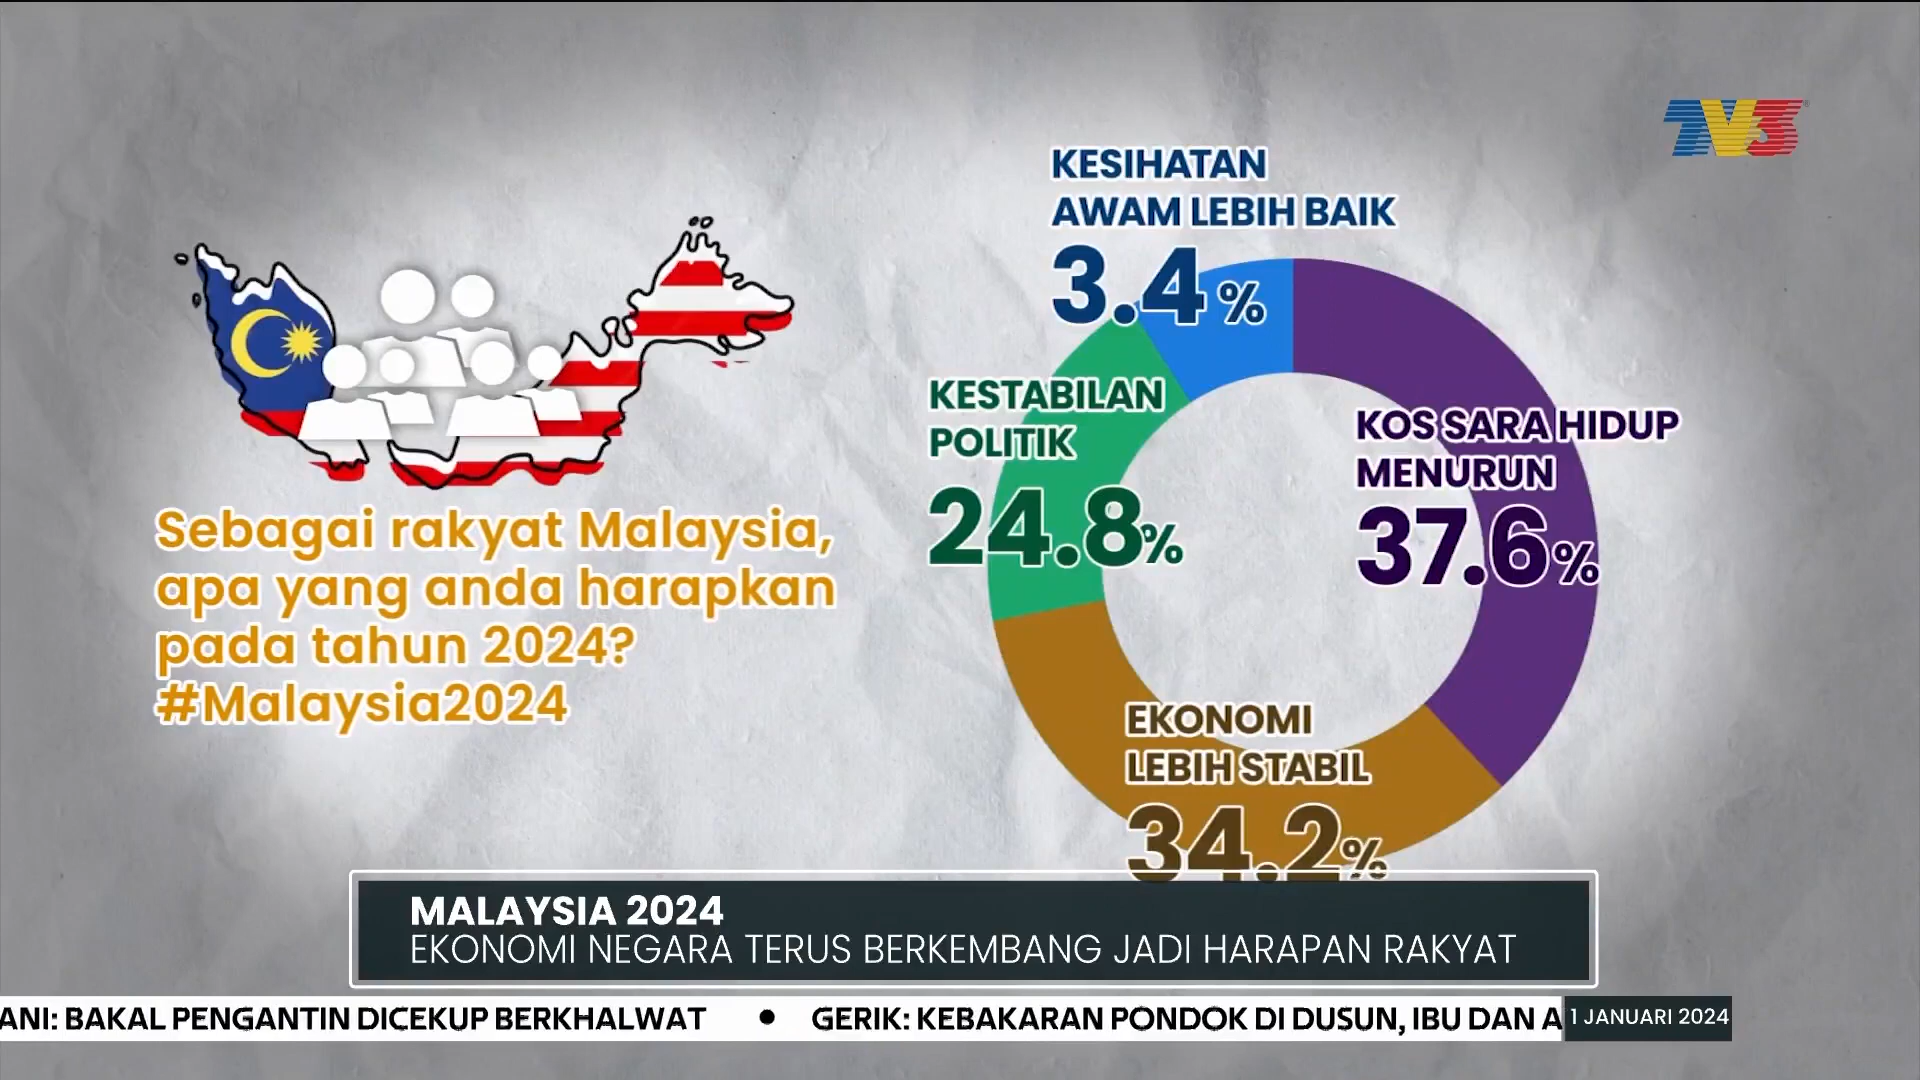 TV3
KESIHATAN
AWAM LEBIH BAIK
3.4%
KESTABILAN
POLITIK
24.8%
KOS SARA HIDUP
MENURUN
37.6%
Sebagai rakyat Malaysia,
apa yang anda harapkan
pada tahun 2024?
#Malaysia2024
EKONOMI
LEBIH STABIL
34.2%
MALAYSIA 2024
EKONOMI NEGARA TERUS BERKEMBANG JADI HARAPAN RAKYAT
ANI: BAKAL PENGANTIN DICEKUP BERKHALWAT • GERIK: KEBAKARAN PONDOK DI DUSUN, IBU DAN A
1 JANUARI 2024